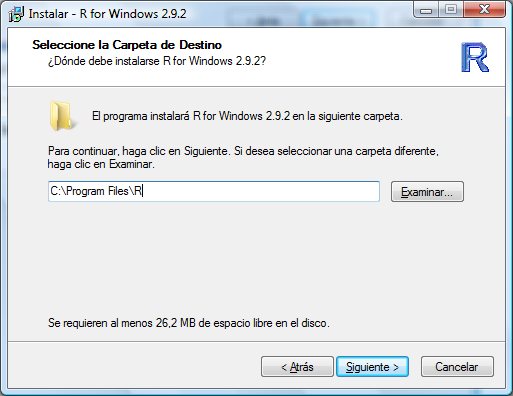 Instalar - R for Windows 2.9.2
Seleccione la Carpeta de Destino
¿Dónde debe instalarse R for Windows 2.9.2?
R
El programa instalará R for Windows 2.9.2 en la siguiente carpeta.
Para continuar, haga clic en Siguiente. Si desea seleccionar una carpeta diferente,
haga clic en Examinar.
C:\Program Files\R
Examinar...
Se requieren al menos 26,2 MB de espacio libre en el disco.
< Atrás
Siguiente >
Cancelar